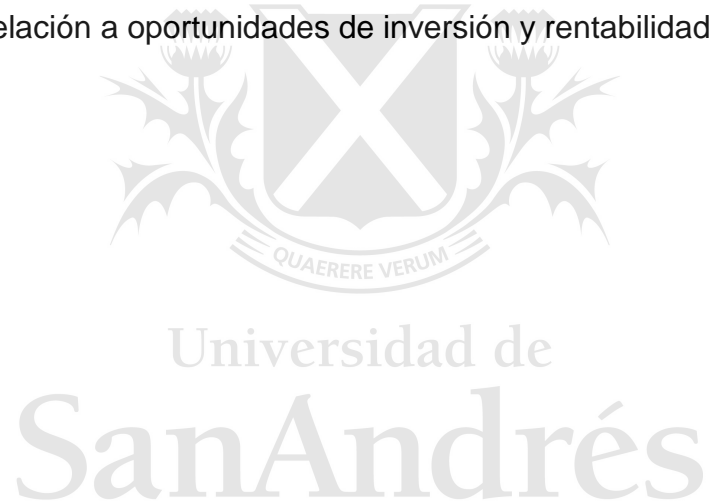 elación a oportunidades de inversión y rentabilidad
QUAERERE VERUM
Universidad de
SanAndrés